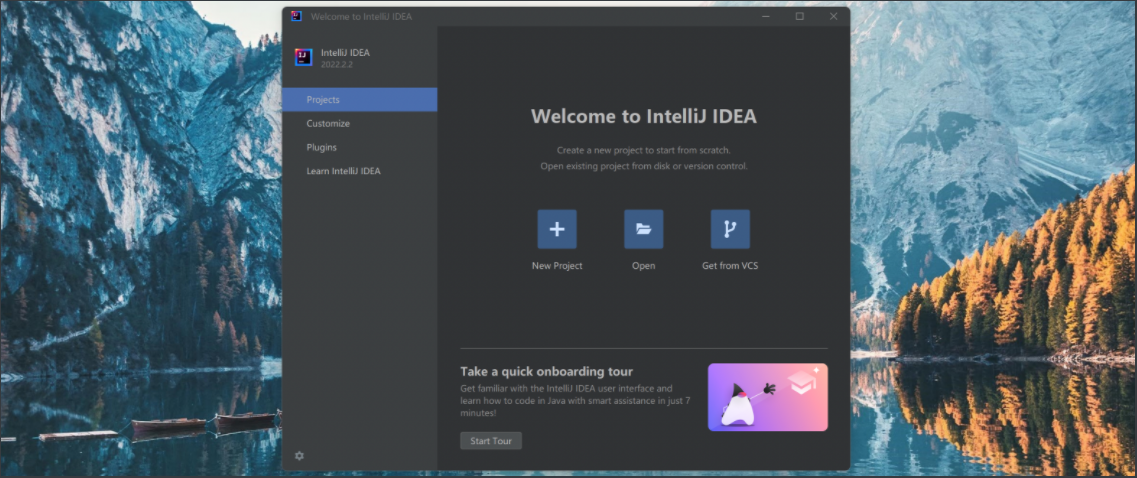 Welcome to IntelliJ IDEA
IntelliJ IDEA
2022.2.2
Projects
Customize
Plugins
Learn IntelliJ IDEA
Welcome to IntelliJ IDEA
Create a new project to start from scratch.
Open existing project from disk or version control.
New Project
Open
Get from VCS
Take a quick onboarding tour
Get familiar with the IntelliJ IDEA user interface and
learn how to code in Java with smart assistance in just 7
minutes!
Start Tour